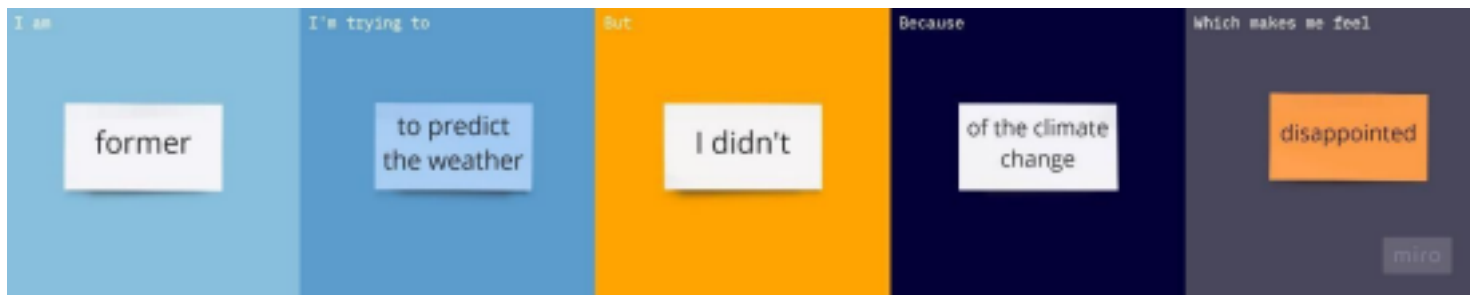 I am
former
I'm trying to
to predict
the weather
But
I didn't
Because
of the climate
change
Which makes me feel
disappointed
miro